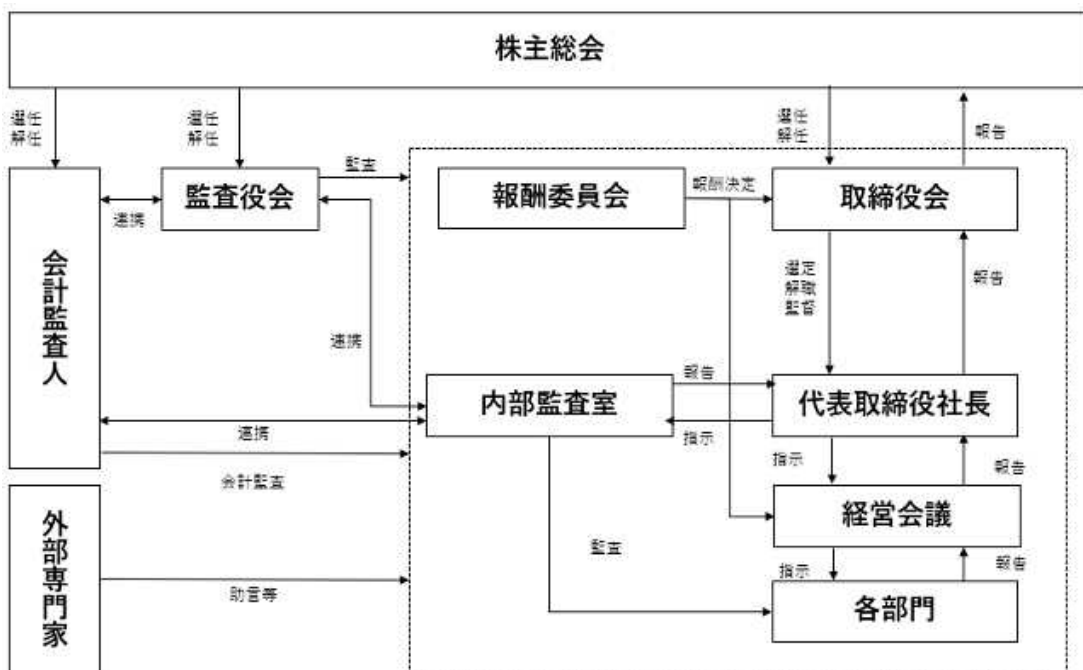 株主総会
選任
解任
選任
解任
選任
解任
報告
監査
監査役会
報酬委員会
報酬決定
取締役会
連携
会計監査人
選定
解職
監督
報告
連携
内部監査室
報告
代表取締役社長
連携
指示
会計監査
指示
報告
外部専門家
経営会議
監査
指示
報告
助言等
各部門